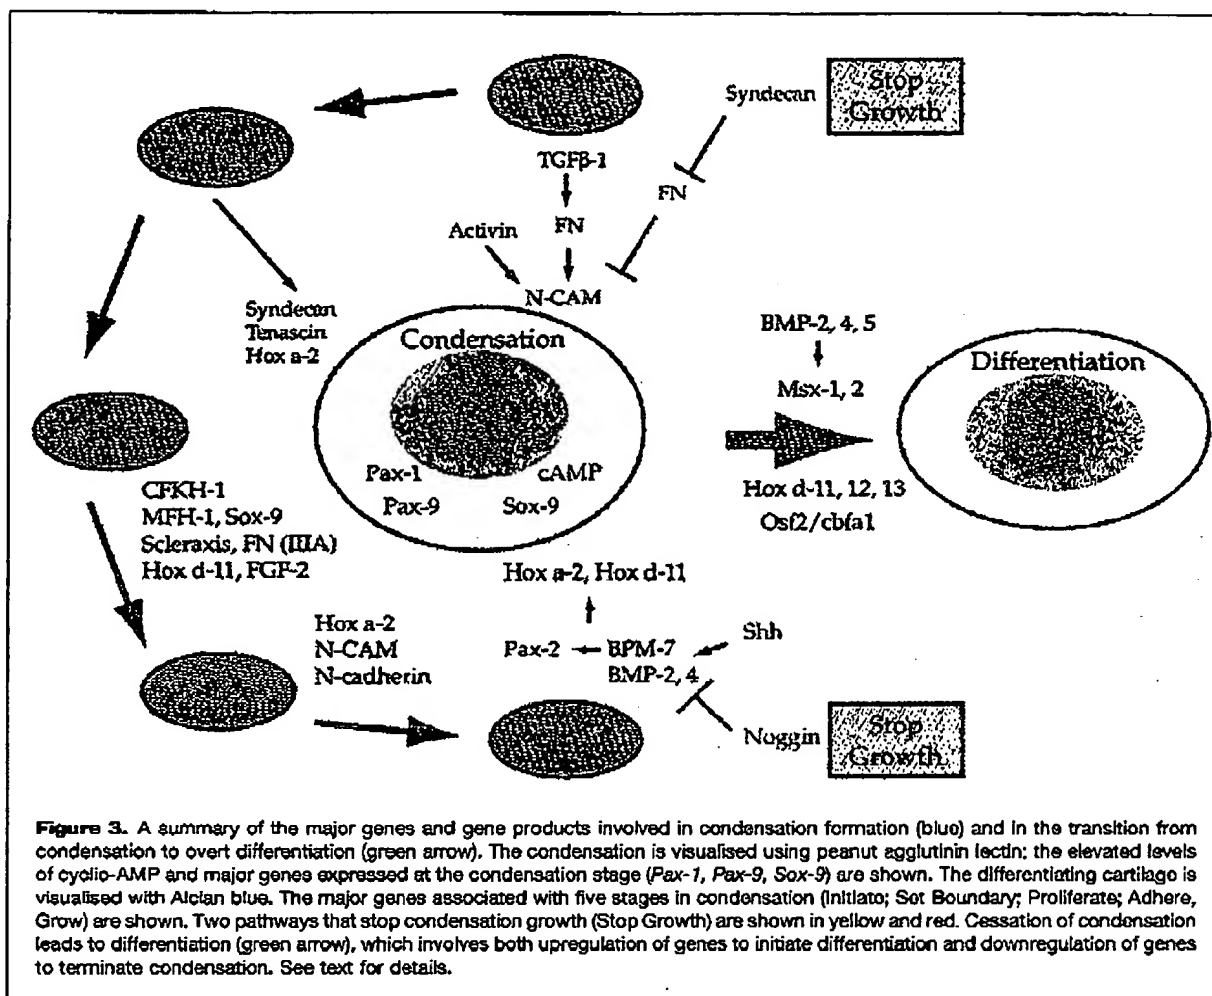 Syndecan
Stop
Growth
TGFβ-1
FN
FN
Activin
N-CAM
Syndecan
Tenascin
Hox a-2
Condensation
Pax-1
cAMP
Pax-9
Sox-9
BMP-2, 4, 5
Msx-1, 2
Differentiation
Hox d-11, 12, 13
Osf2/cbfa1
CFKH-1
MFH-1, Sox-9
Scleraxis, FN (IIIA)
Hox d-11, FGF-2
Hox a-2, Hox d-11
Hox a-2
N-CAM
N-cadherin
Pax-2
BPM-7
BMP-2, 4
Shh
Noggin
Stop
Growth
Figure 3. A summary of the major genes and gene products involved in condensation formation (blue) and in the transition from
condensation to overt differentiation (green arrow). The condensation is visualised using peanut agglutinin lectin; the elevated levels
of cyclic-AMP and major genes expressed at the condensation stage (Pax-1, Pax-9, Sox-9) are shown. The differentiating cartilage is
visualised with Alcian blue. The major genes associated with five stages in condensation (Initiate; Set Boundary; Proliferate; Adhere,
Grow) are shown. Two pathways that stop condensation growth (Stop Growth) are shown in yellow and red. Cessation of condensation
leads to differentiation (green arrow), which involves both upregulation of genes to initiate differentiation and downregulation of genes
to terminate condensation. See text for details.